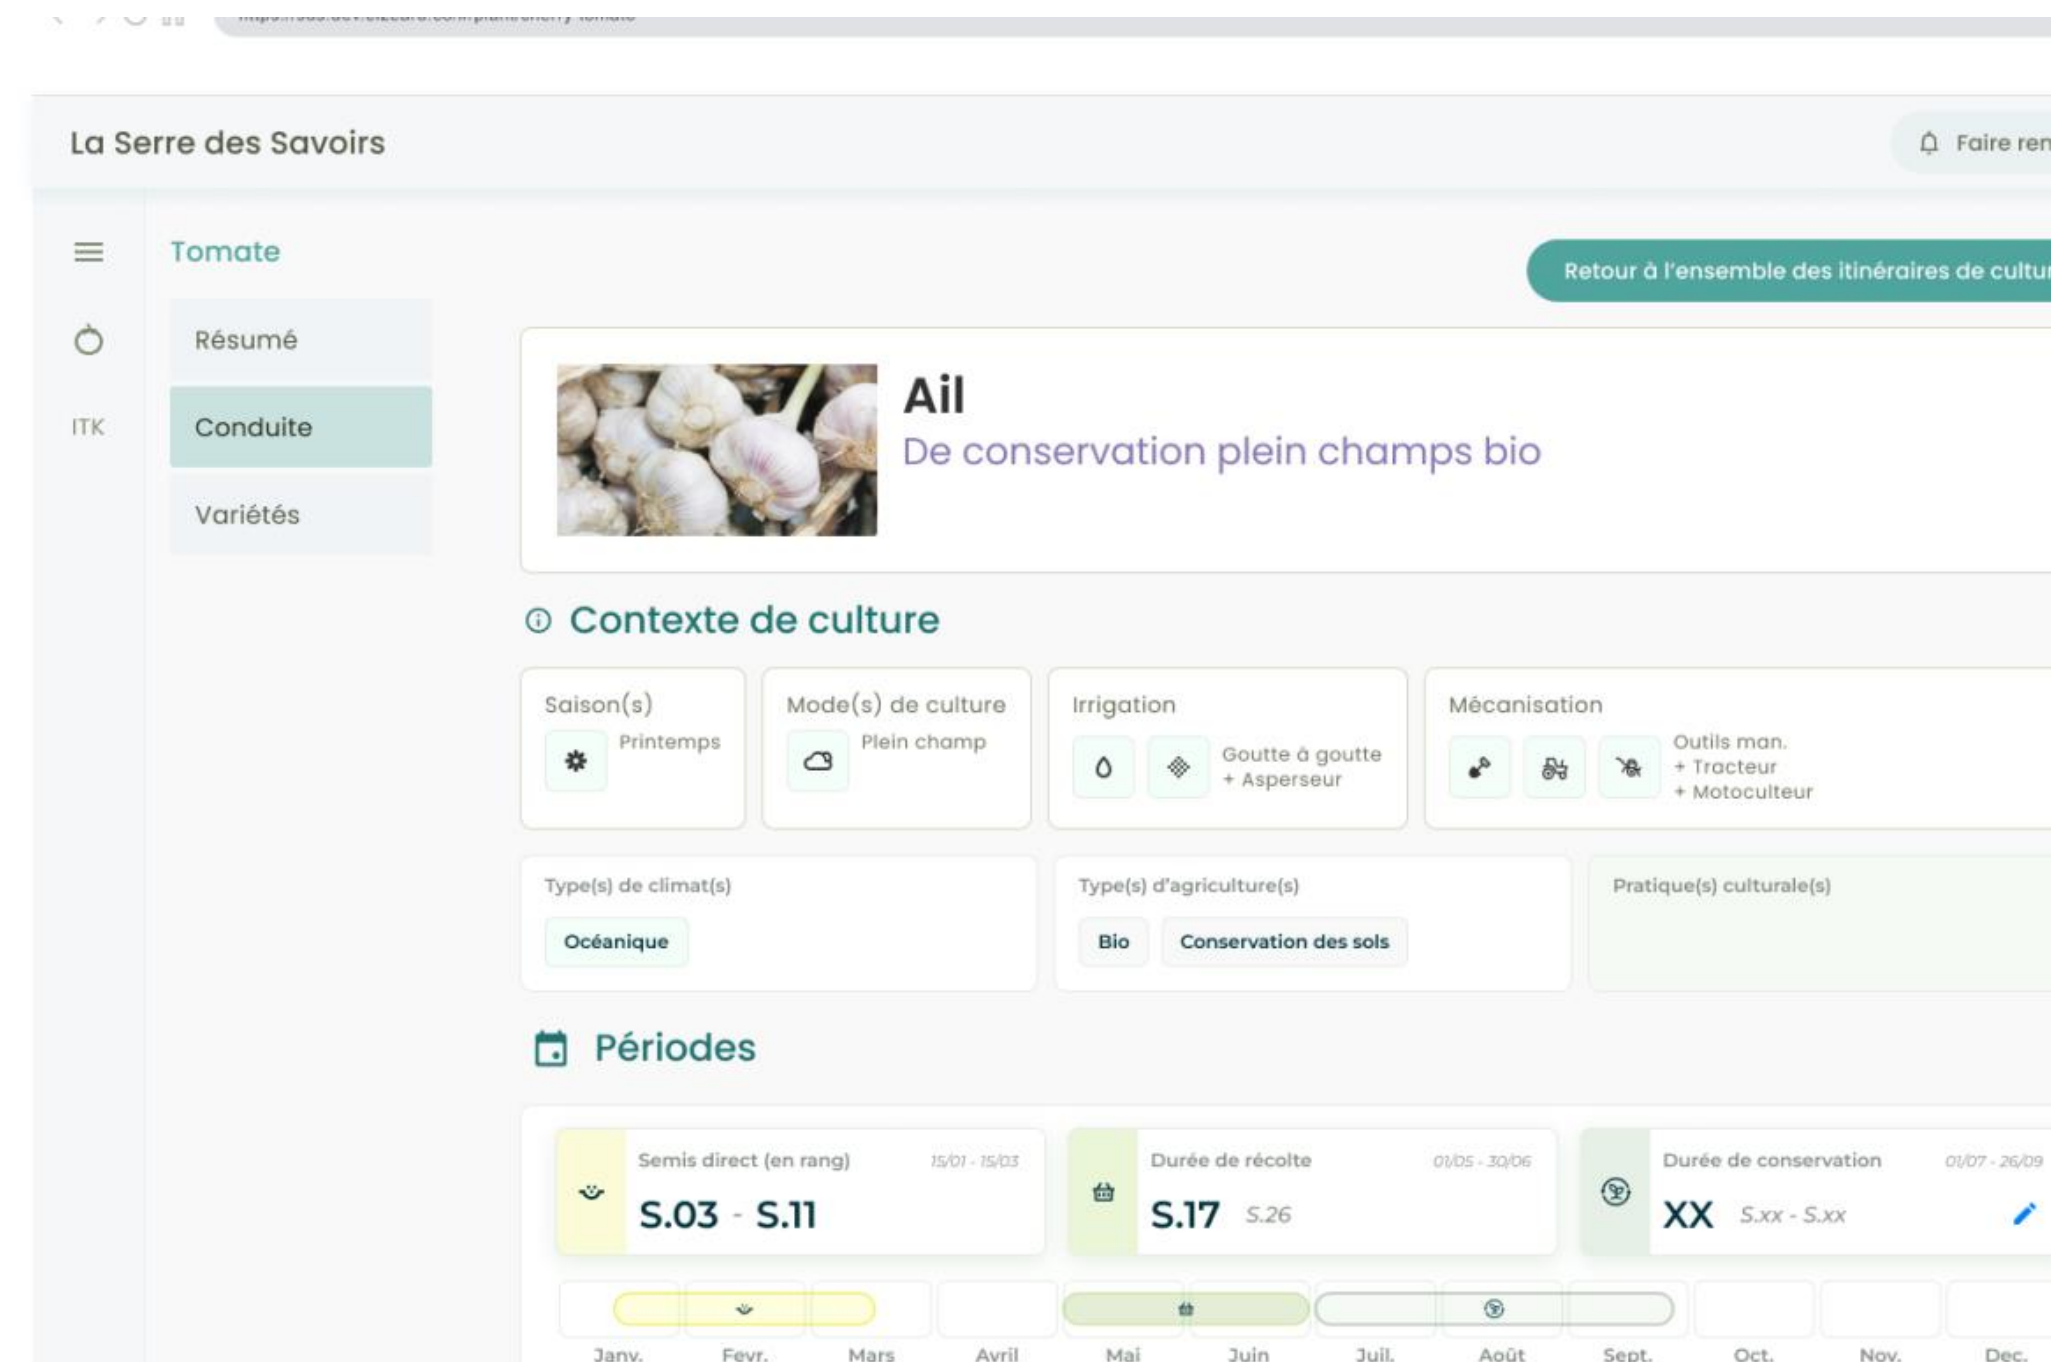 La Serre des Savoirs
Faire
Tomate
Retour à l'ensemble des itinéraires de
Résumé
Conduite
ITK
Variétés
Ail
De conservation plein champs bio
Contexte de culture
Saison(s)
Printemps
Mode(s) de culture
Plein champ
Irrigation
Goutte à goutte
+ Asperseur
Mécanisation
Outils man.
+ Tracteur
+ Motoculteur
Type(s) de climat(s)
Océanique
Type(s) d'agriculture(s)
Bio
Conservation des sols
Pratique(s) culturale(s)
Périodes
Semis direct (en rang) 15/01 - 15/03
S.03 - S.11
Durée de récolte 01/05 - 30/06
S.17 S.26
Durée de conservation 01/07 - 26/09
XX S.xx - S.xx
Janv. Fevr. Mars Avril Mai Juin Juil. Août Sept. Oct. Nov. Dec.